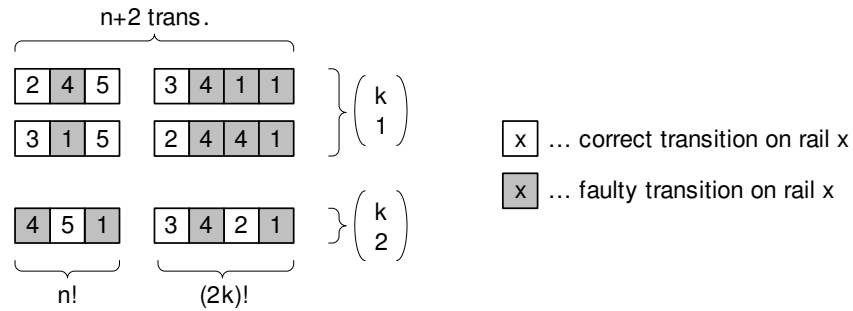 n+2 trans.
2 4 5 3 4 1 1
3 1 5 2 4 4 1
k
1
x ... correct transition on rail x
x ... faulty transition on rail x
4 5 1 3 4 2 1
k
2
n! (2k)!